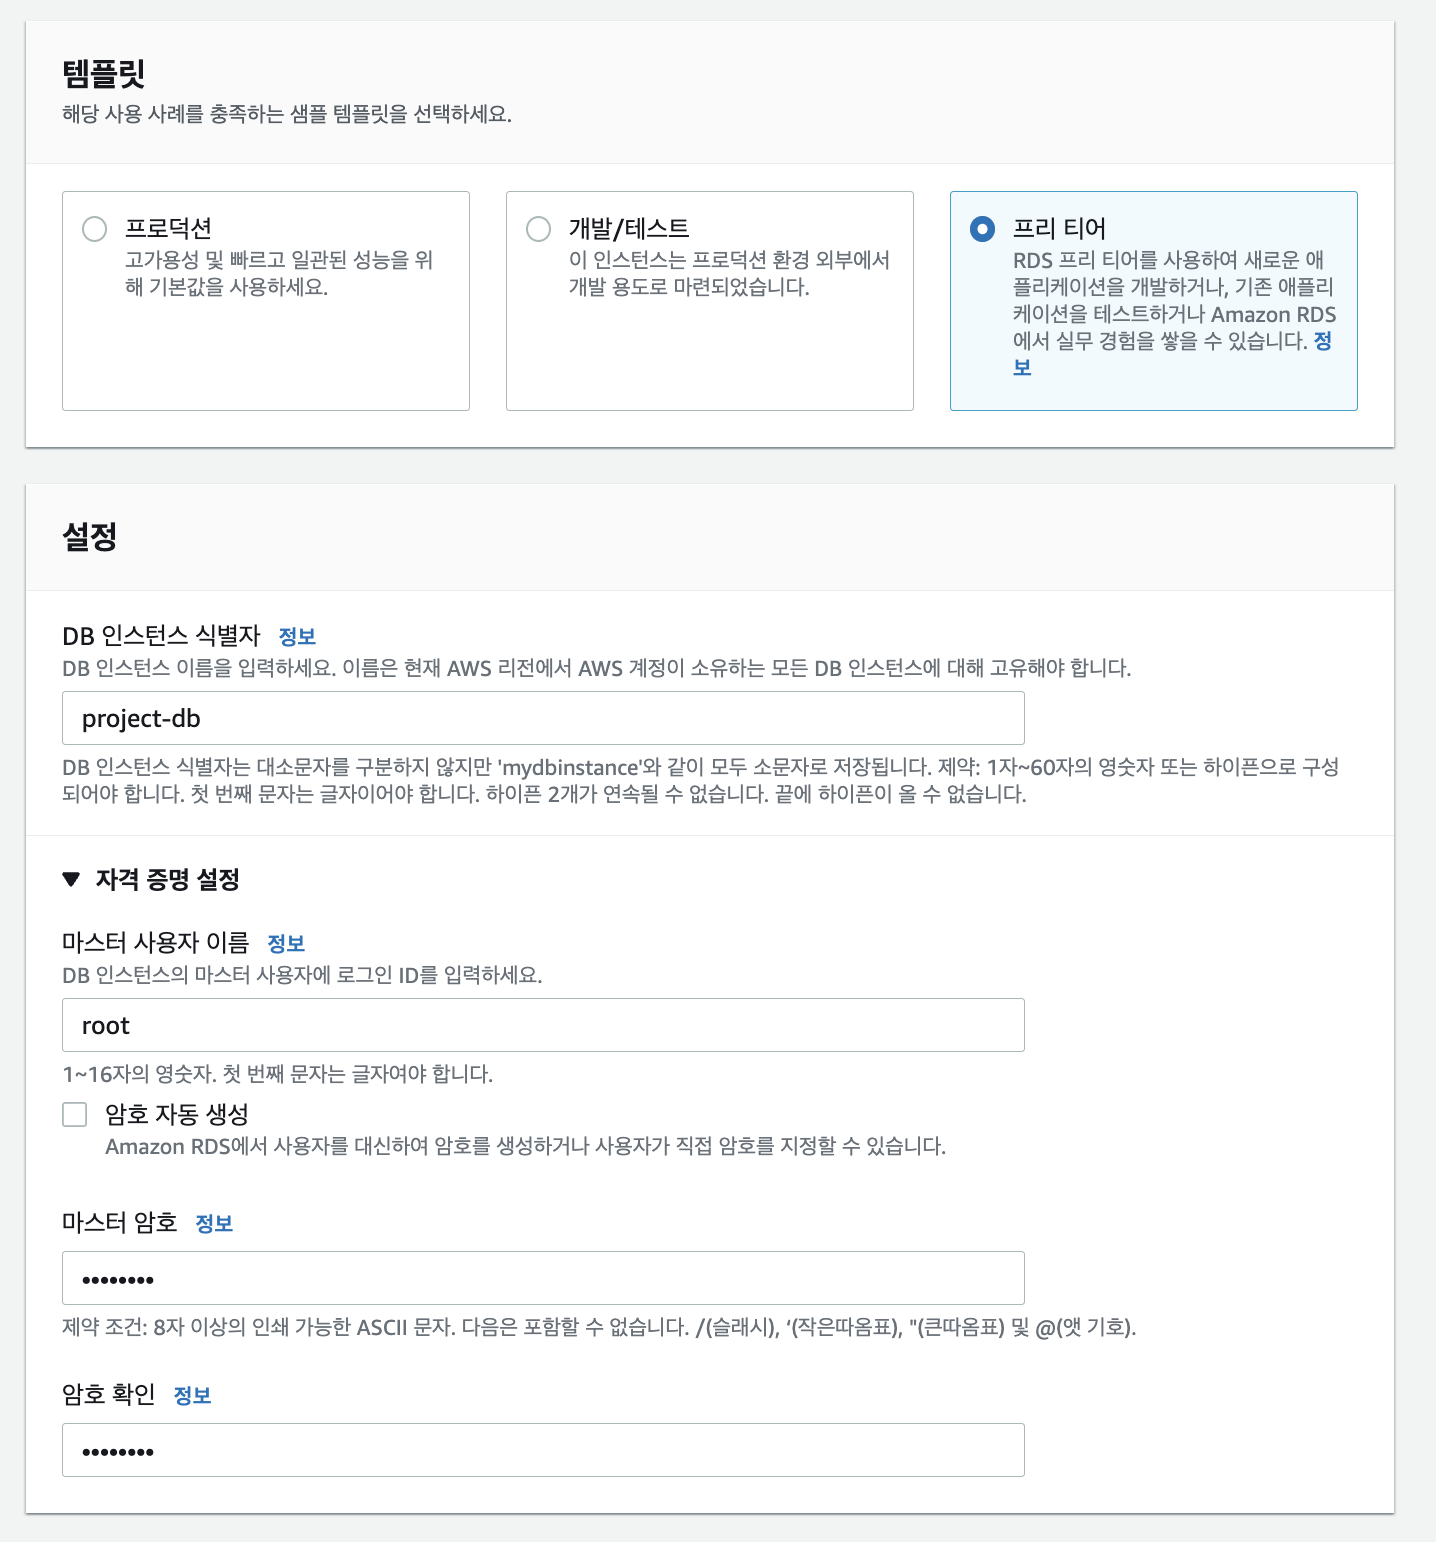 템플릿
해당 사용 사례를 충족하는 샘플 템플릿을 선택하세요.
프로덕션
고가용성 및 빠르고 일관된 성능을 위
해 기본값을 사용하세요.
개발/테스트
이 인스턴스는 프로덕션 환경 외부에서
개발 용도로 마련되었습니다.
프리 티어
RDS 프리 티어를 사용하여 새로운 애
플리케이션을 개발하거나, 기존 애플리
케이션을 테스트하거나 Amazon RDS
에서 실무 경험을 쌓을 수 있습니다. 정
보
설정
DB 인스턴스 식별자 정보
DB 인스턴스 이름을 입력하세요. 이름은 현재 AWS 리전에서 AWS 계정이 소유하는 모든 DB 인스턴스에 대해 고유해야 합니다.
project-db
DB 인스턴스 식별자는 대소문자를 구분하지 않지만 'mydbinstance'와 같이 모두 소문자로 저장됩니다. 제약: 1자~60자의 영숫자 또는 하이픈으로 구성
되어야 합니다. 첫 번째 문자는 글자이어야 합니다. 하이픈 2개가 연속될 수 없습니다. 끝에 하이픈이 올 수 없습니다.
▼ 자격 증명 설정
마스터 사용자 이름 정보
DB 인스턴스의 마스터 사용자에 로그인 ID를 입력하세요.
root
1~16자의 영숫자. 첫 번째 문자는 글자여야 합니다.
암호 자동 생성
Amazon RDS에서 사용자를 대신하여 암호를 생성하거나 사용자가 직접 암호를 지정할 수 있습니다.
마스터 암호 정보
••••••••
제약 조건: 8자 이상의 인쇄 가능한 ASCII 문자. 다음은 포함할 수 없습니다. /(슬래시), ‘(작은따옴표), "(큰따옴표) 및 @(앳 기호).
암호 확인 정보
••••••••